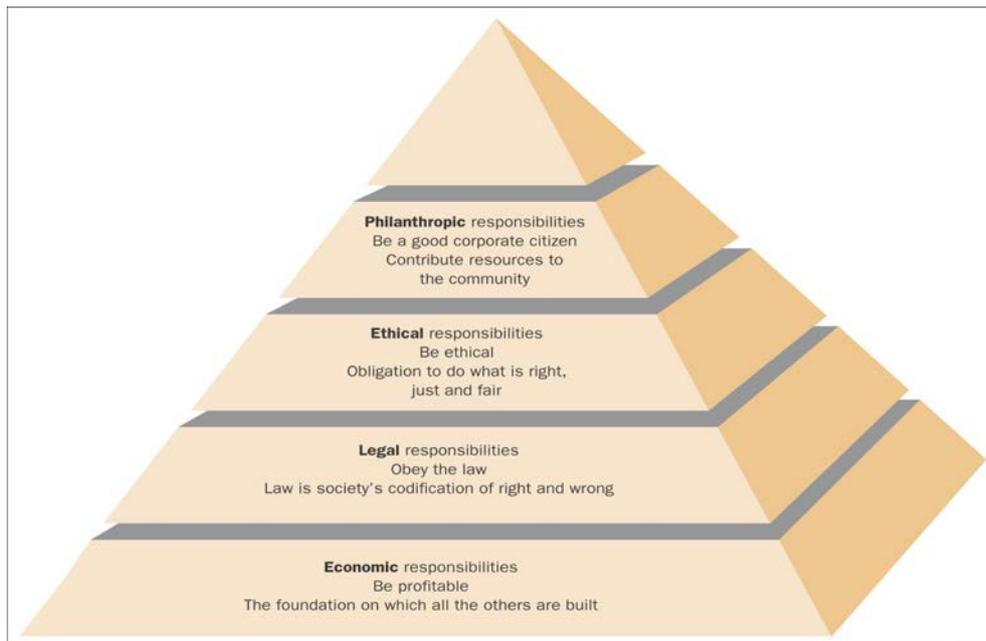 Philanthropic responsibilities
Be a good corporate citizen
Contribute resources to
the community
Ethical responsibilities
Be ethical
Obligation to do what is right,
just and fair
Legal responsibilities
Obey the law
Law is society's codification of right and wrong
Economic responsibilities
Be profitable
The foundation on which all the others are built